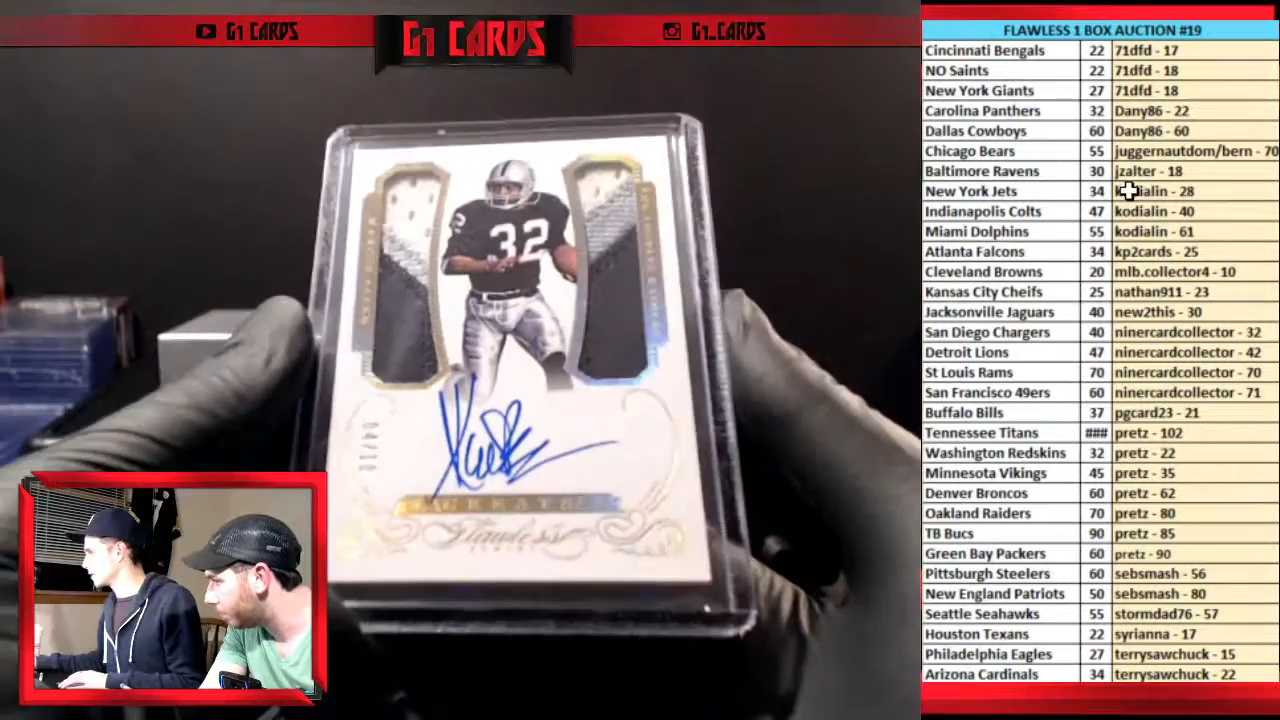 G1 CARDS
G1 CARDS
G1_CARDS
FLAWLESS 1 BOX AUCTION #19
Cincinnati Bengals 22 71dfd - 17
NO Saints 22 71dfd - 18
New York Giants 27 71dfd - 18
Carolina Panthers 32 Dany86 - 22
Dallas Cowboys 60 Dany86 - 60
Chicago Bears 55 juggernautdom/bern - 70
Baltimore Ravens 30 jzalter - 18
New York Jets 34 kodialin - 28
Indianapolis Colts 47 kodialin - 40
Miami Dolphins 55 kodialin - 61
Atlanta Falcons 34 kp2cards - 25
Cleveland Browns 20 mlb.collector4 - 10
Kansas City Cheifs 25 nathan911 - 23
Jacksonville Jaguars 40 new2this - 30
San Diego Chargers 40 ninercardcollector - 32
Detroit Lions 47 ninercardcollector - 42
St Louis Rams 70 ninercardcollector - 70
San Francisco 49ers 60 ninercardcollector - 71
Buffalo Bills 37 pgcard23 - 21
Tennessee Titans ### pretz - 102
Washington Redskins 32 pretz - 22
Minnesota Vikings 45 pretz - 35
Denver Broncos 60 pretz - 62
Oakland Raiders 70 pretz - 80
TB Bucs 90 pretz - 85
Green Bay Packers 60 pretz - 90
Pittsburgh Steelers 60 sebsmash - 56
New England Patriots 50 sebsmash - 80
Seattle Seahawks 55 stormdad76 - 57
Houston Texans 22 syrianna - 17
Philadelphia Eagles 27 terrysawchuck - 15
Arizona Cardinals 34 terrysawchuck - 22
32
Flawless